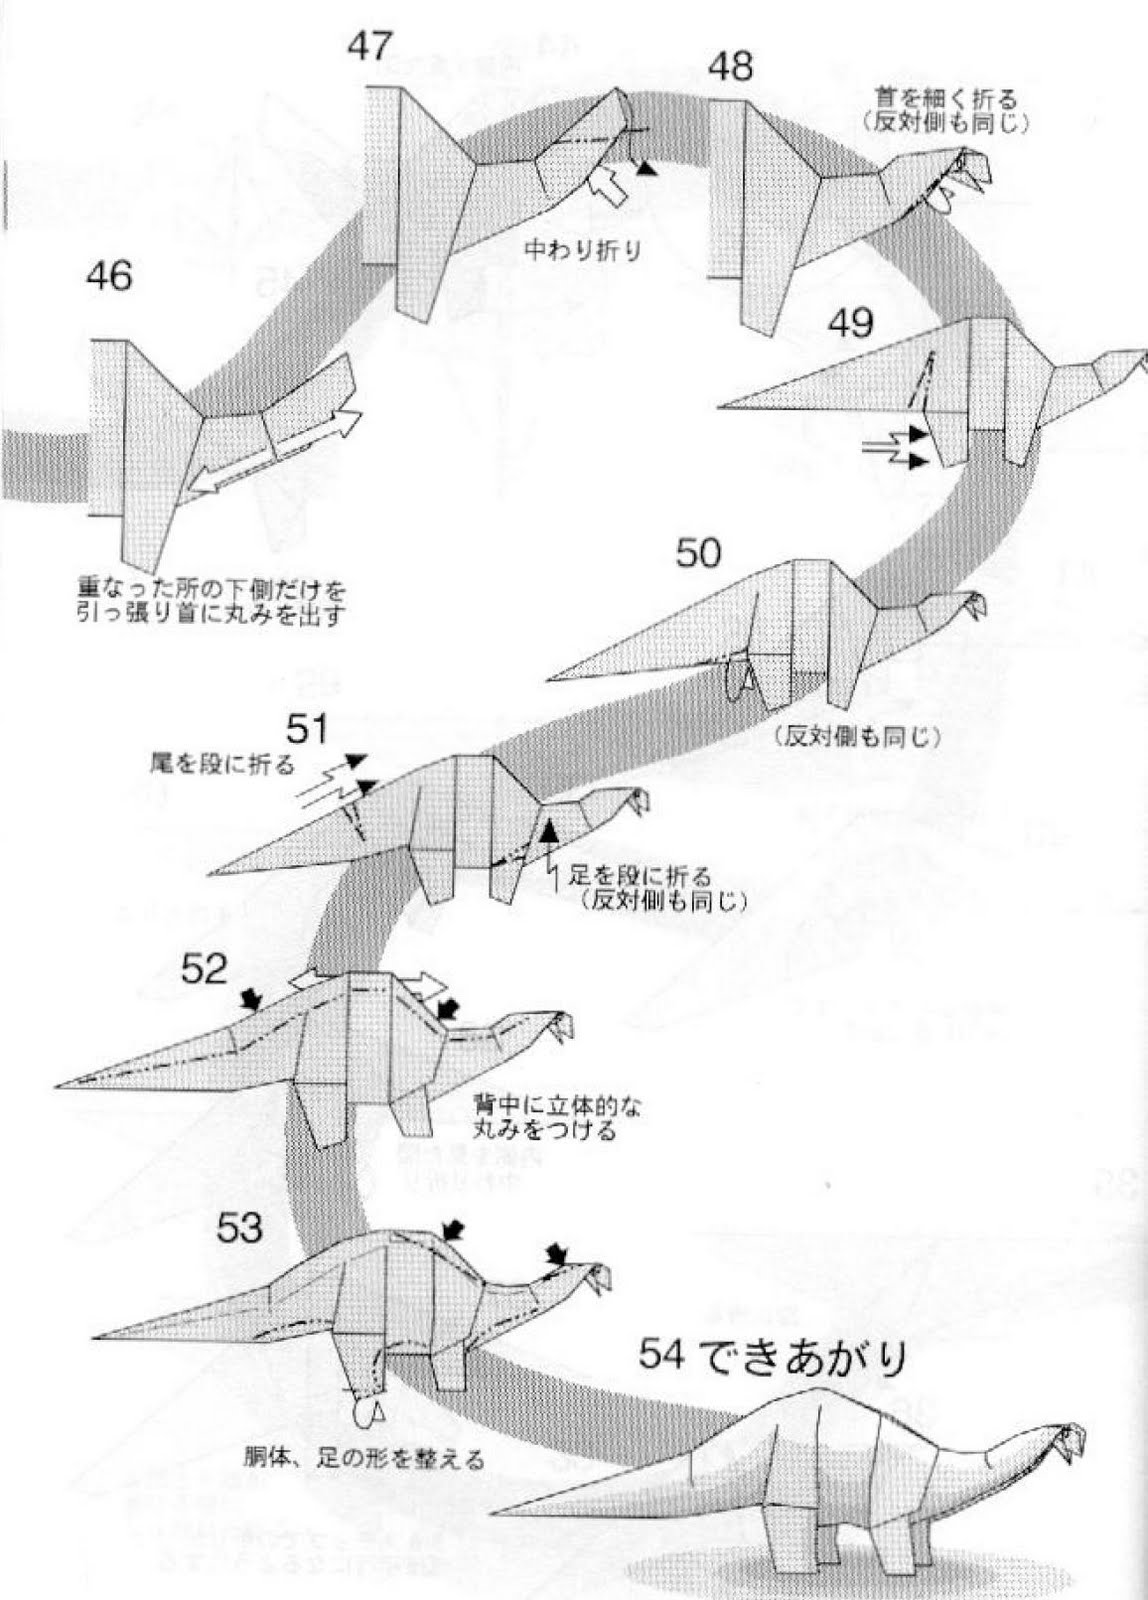 46
重なった所の下側だけを
引っ張り首に丸みを出す
47
中わり折り
48
首を細く折る
(反対側も同じ)
49
50
(反対側も同じ)
51
尾を段に折る
足を段に折る
(反対側も同じ)
52
背中に立体的な
丸みをつける
53
胴体、足の形を整える
54 できあがり